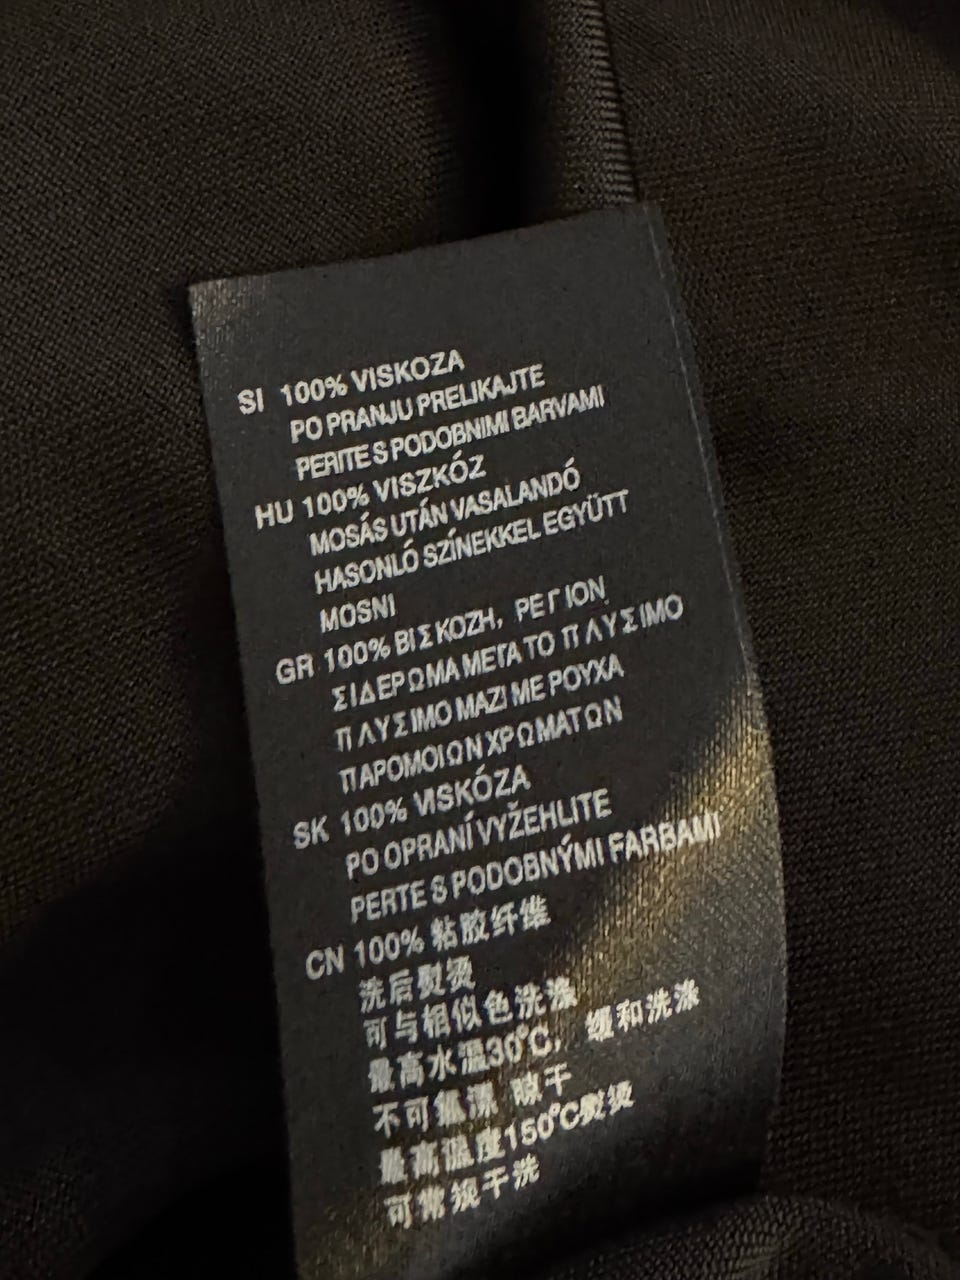 SI 100% VISKOZA
PO PRANJU PRELIKAJTE
PERITE S PODOBNIMI BARVAMI
HU 100% VISZKÓZ
MOSÁS UTÁN VASALANDÓ
HASONLÓ SZÍNEKKEL EGYÜTT
MOSNI
GR 100% ΒΙΣΚΟΖΗ, ΡΕΓΙΟΝ
ΣΙΔΕΡΩΜΑ ΜΕΓΑ ΤΟ ΠΛΥΣΙΜΟ
ΠΛΥΣΙΜΟ ΜΑΖΙ ΜΕ ΡΟΥΧΑ
ΠΑΡΟΜΟΙΩΝ ΧΡΩΜΑΤΩΝ
SK 100% VISKÓZA
PO OPRANÍ VYŽEHLITE
PERTE S PODOBNÝMI FARBAMI
CN 100% 粘胶纤维
洗后熨烫
可与相似色洗涤
最高水温30°C, 缓和洗涤
不可氯漂 晾干
最高温度150°C熨烫
可常规干洗